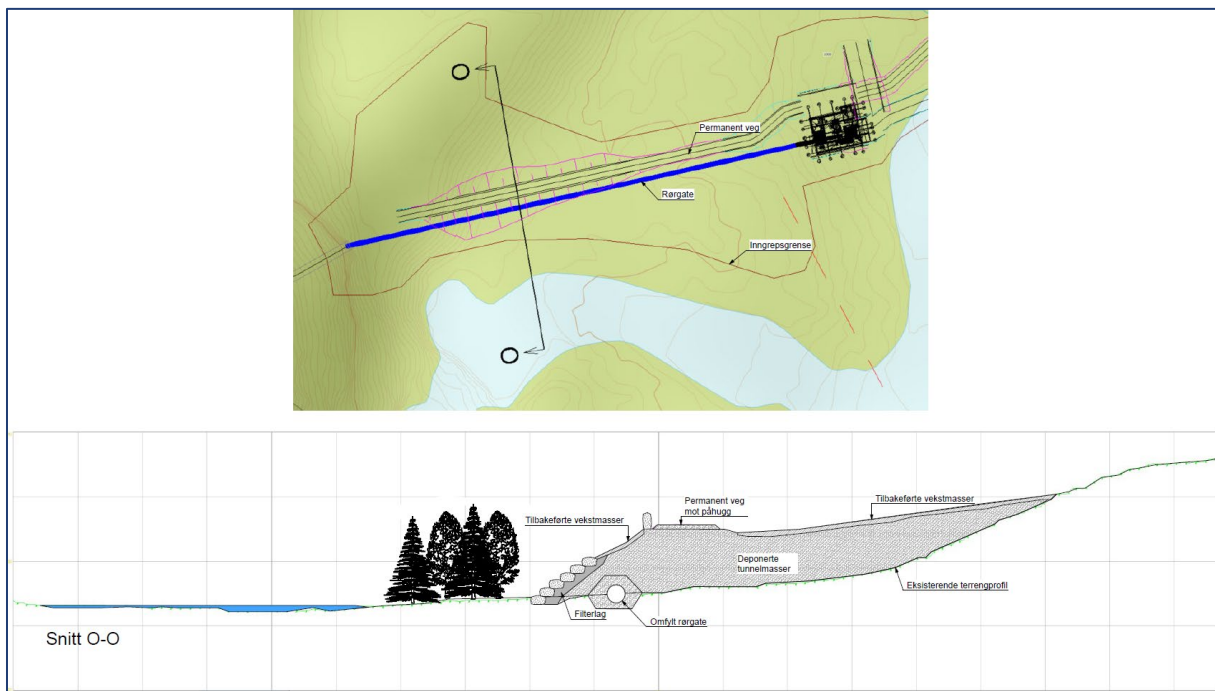 O
Permanent veg
Rørgate
Inngrepsgrense
O
Permanent veg
mot påhugg
Tilbakeførte vekstmasser
Tilbakeførte vekstmasser
Deponerte
tunnelmasser
Eksisterende terrengprofil
Filterlag
Omfylt rørgate
Snitt O-O